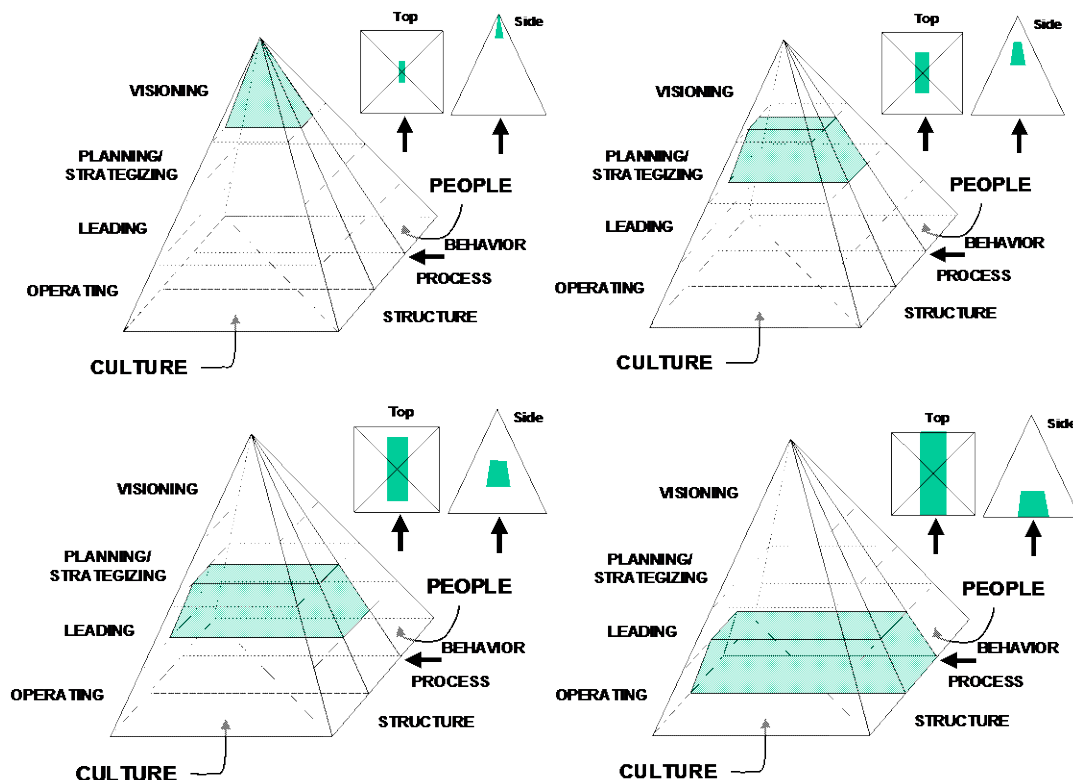 Top
Side
VISIONING
PLANNING/
STRATEGIZING
PEOPLE
LEADING
BEHAVIOR
PROCESS
OPERATING
STRUCTURE
CULTURE
Top
Side
VISIONING
PLANNING/
STRATEGIZING
PEOPLE
LEADING
BEHAVIOR
PROCESS
OPERATING
STRUCTURE
CULTURE
Top
Side
VISIONING
PLANNING/
STRATEGIZING
PEOPLE
LEADING
BEHAVIOR
PROCESS
OPERATING
STRUCTURE
CULTURE
Top
Side
VISIONING
PLANNING/
STRATEGIZING
PEOPLE
LEADING
BEHAVIOR
PROCESS
OPERATING
STRUCTURE
CULTURE